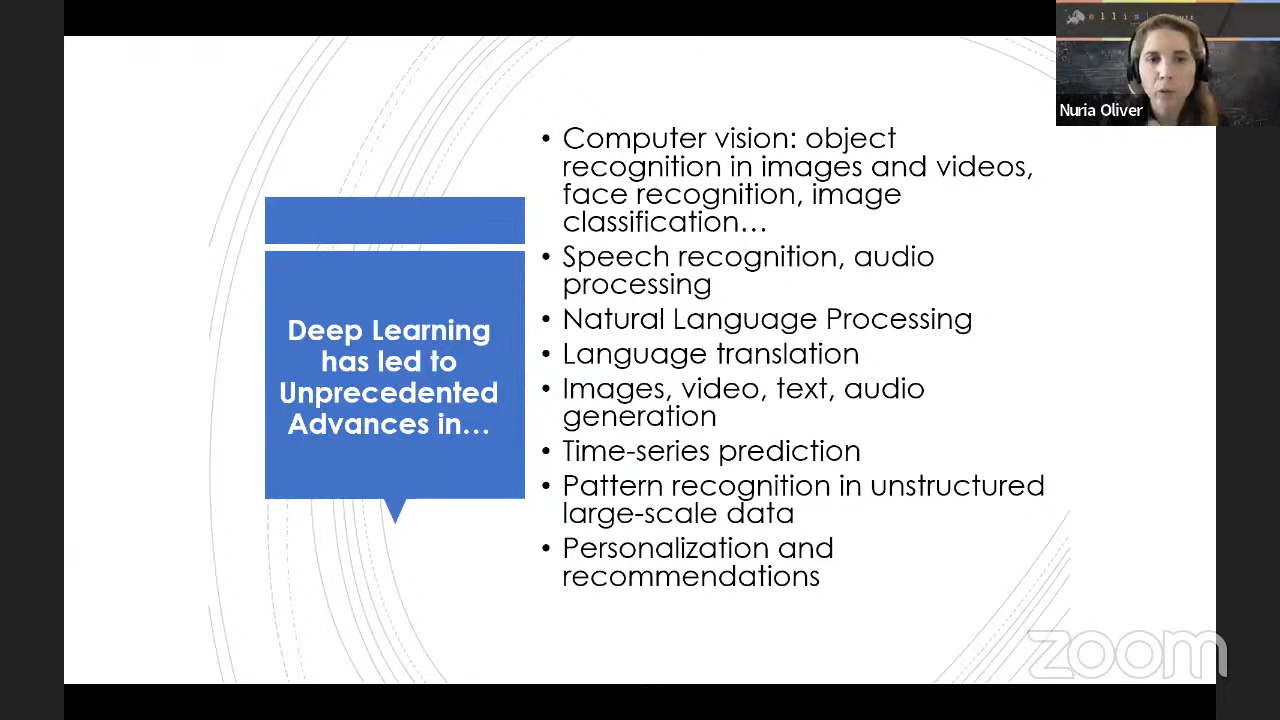 ellis
Nuria Oliver
• Computer vision: object
recognition in images and videos,
face recognition, image
classification…
• Speech recognition, audio
processing
• Natural Language Processing
• Language translation
• Images, video, text, audio
generation
• Time-series prediction
• Pattern recognition in unstructured
large-scale data
• Personalization and
recommendations
Deep Learning
has led to
Unprecedented
Advances in…
zoom